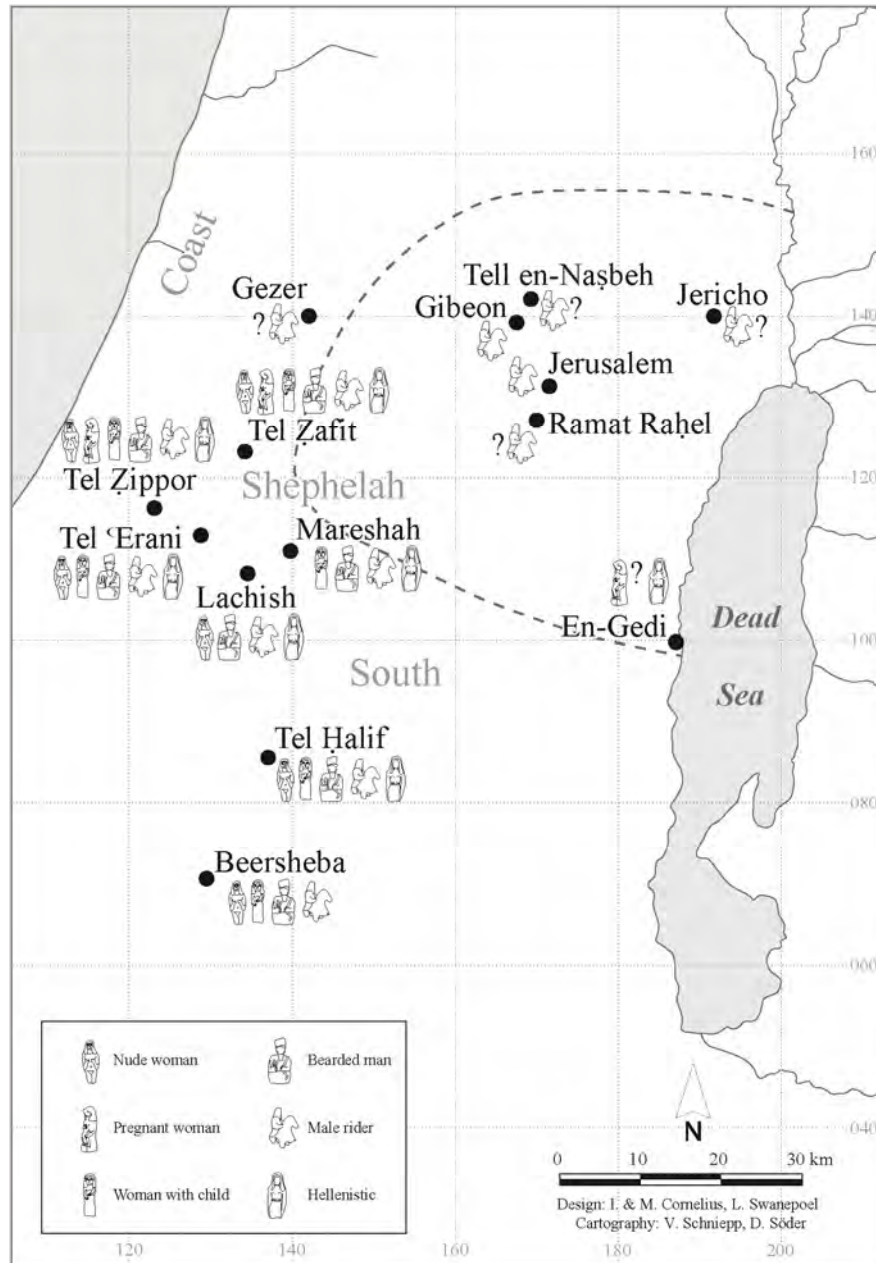 160
Coast
Tell en-Naṣbeh
Gezer
Gibeon
Jericho
140
?
?
?
Jerusalem
?
Ramat Raḥel
Tel Ẓafit
120
Tel Ẓippor
Shephelah
Tel ʿErani
Mareshah
?
Lachish
En-Gedi
Dead
100
South
Sea
Tel Ḥalif
080
Beersheba
060
Nude woman
Bearded man
Pregnant woman
Male rider
Woman with child
Hellenistic
040
N
0 10 20 30 km
Design: I. & M. Cornelius, L. Swanepoel
Cartography: V. Schniepp, D. Söder
120 140 160 180 200